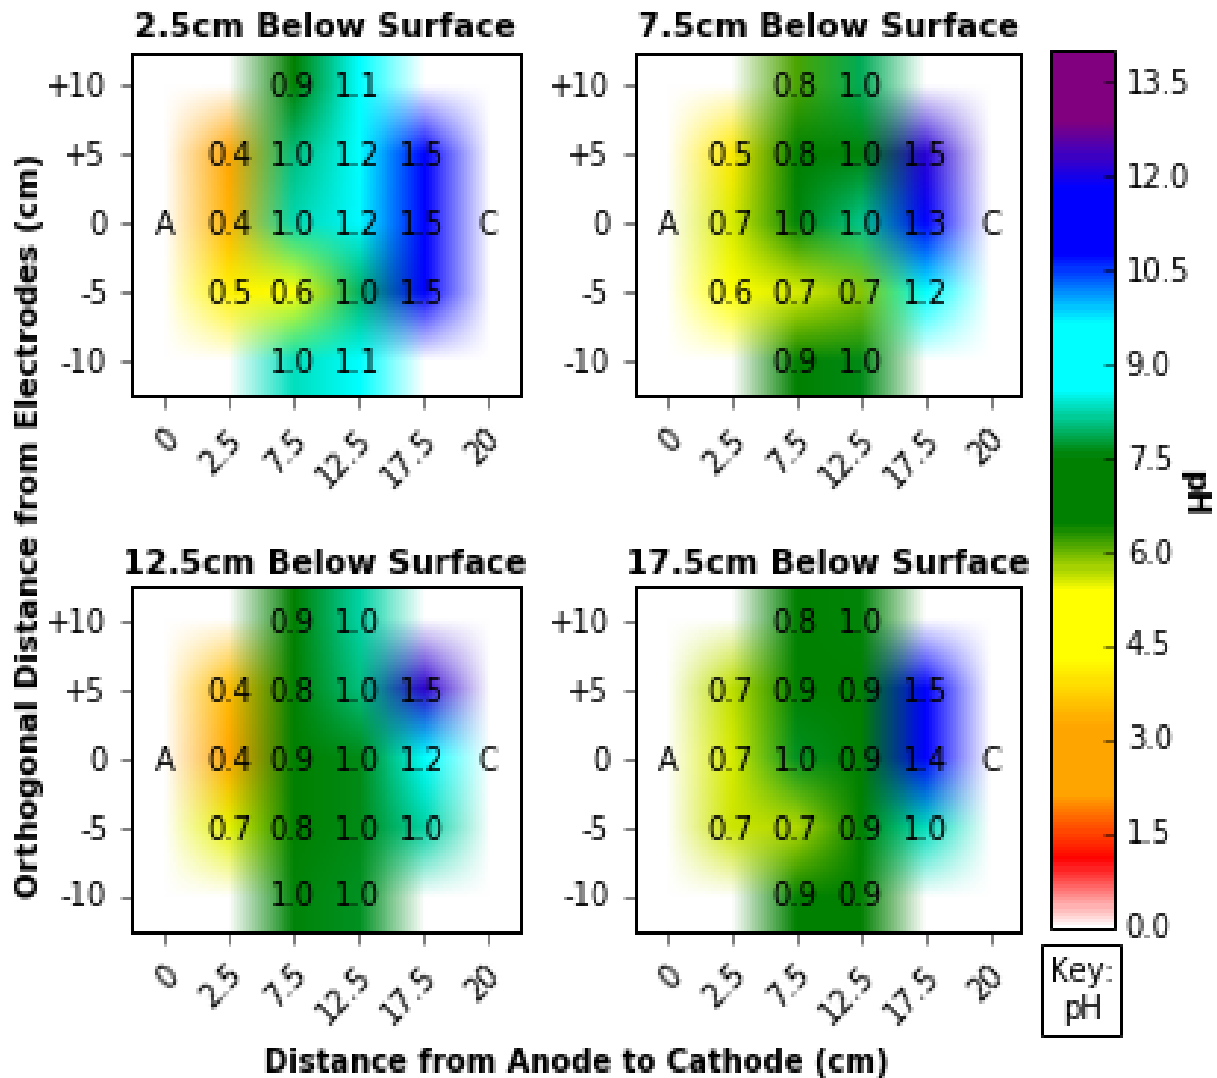 2.5cm Below Surface
7.5cm Below Surface
+10
0.9 1.1
0.8 1.0
13.5
+5
0.4 1.0 1.2 1.5
+5
0.5 0.8 1.0 1.5
12.0
0
A 0.4 1.0 1.2 1.5 C
0
A 0.7 1.0 1.0 1.3 C
10.5
-5
0.5 0.6 1.0 1.5
-5
0.6 0.7 0.7 1.2
9.0
-10
1.0 1.1
-10
0.9 1.0
+10
7.5
0 2.5 7.5 12.5 17.5 20
0 2.5 7.5 12.5 17.5 20
pH
12.5cm Below Surface
17.5cm Below Surface
6.0
+10
0.9 1.0
+10
0.8 1.0
4.5
+5
0.4 0.8 1.0 1.5
+5
0.7 0.9 0.9 1.5
3.0
0
A 0.4 0.9 1.0 1.2 C
0
A 0.7 1.0 0.9 1.4 C
1.5
-5
0.7 0.8 1.0 1.0
-5
0.7 0.7 0.9 1.0
-10
1.0 1.0
-10
0.9 0.9
0.0
0 2.5 7.5 12.5 17.5 20
0 2.5 7.5 12.5 17.5 20
Key:
pH
Orthogonal Distance from Electrodes (cm)
Distance from Anode to Cathode (cm)